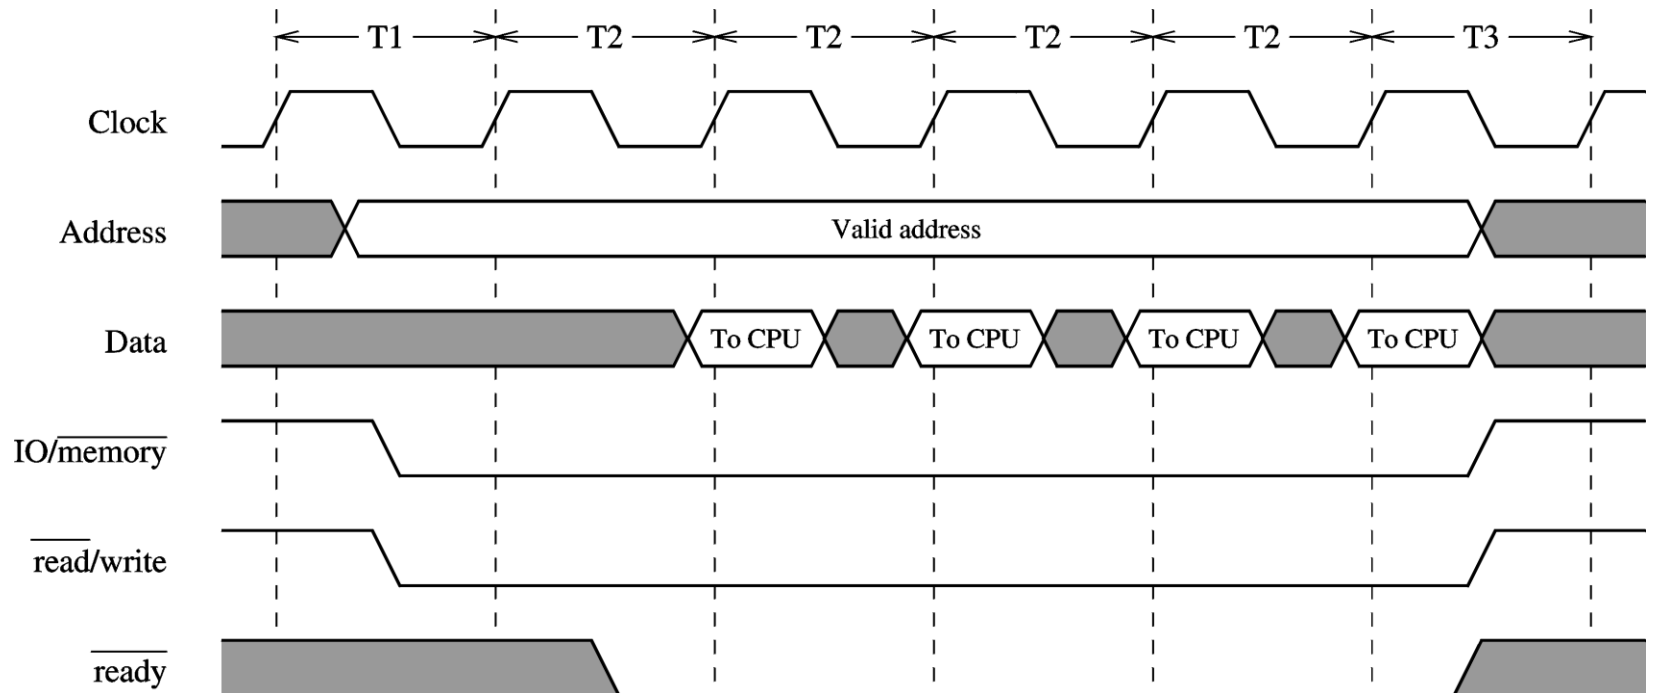 T1 T2 T2 T2 T2 T3
Clock
Address Valid address
Data To CPU To CPU To CPU To CPU
IO/memory
read/write
ready